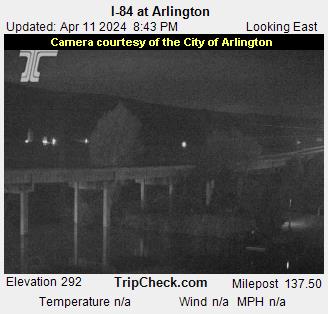 I-84 at Arlington
Updated: Apr 11 2024 8:43 PM Looking East
Camera courtesy of the City of Arlington
Elevation 292 TripCheck.com Milepost 137.50
Temperature n/a Wind n/a MPH n/a